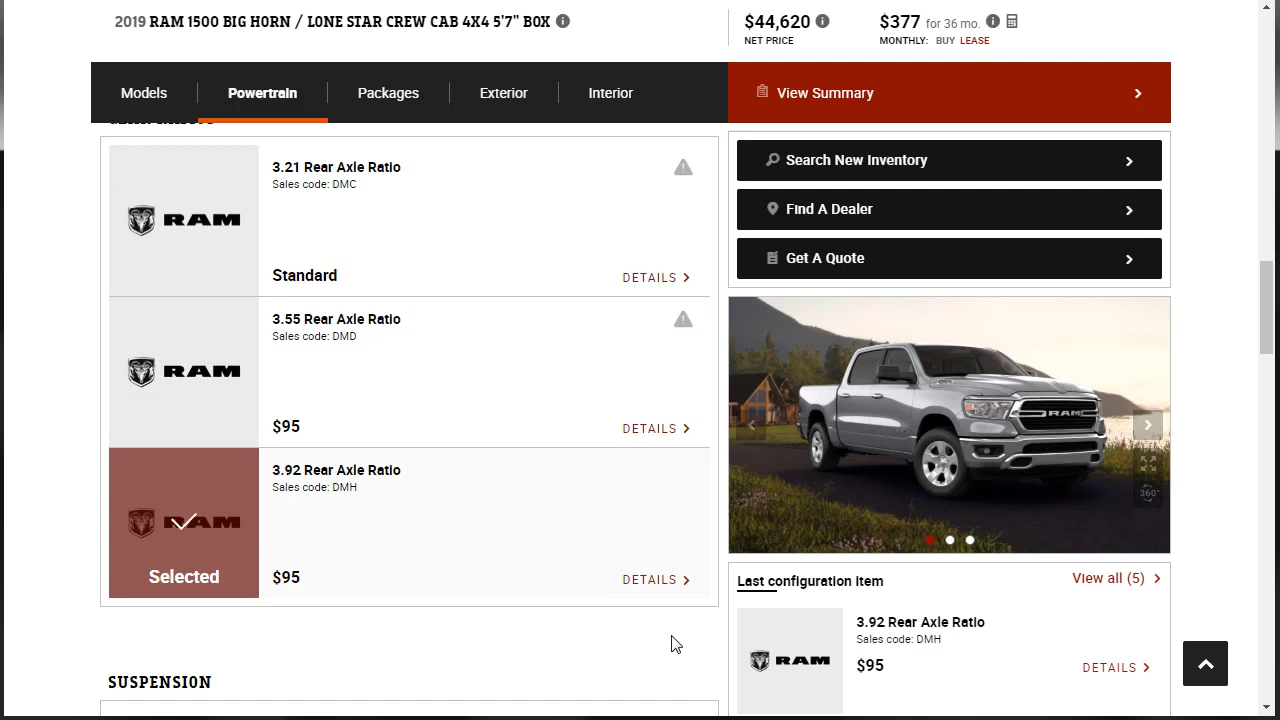 2019 RAM 1500 BIG HORN / LONE STAR CREW CAB 4X4 5'7" BOX
$44,620
NET PRICE
$377 for 36 mo.
MONTHLY: BUY LEASE
Models
Powertrain
Packages
Exterior
Interior
View Summary
3.21 Rear Axle Ratio
Sales code: DMC
RAM
Standard
DETAILS
3.55 Rear Axle Ratio
Sales code: DMD
RAM
$95
DETAILS
3.92 Rear Axle Ratio
Sales code: DMH
RAM
Selected
$95
DETAILS
SUSPENSION
Search New Inventory
Find A Dealer
Get A Quote
RAM
360°
Last configuration item
View all (5)
3.92 Rear Axle Ratio
Sales code: DMH
RAM
$95
DETAILS